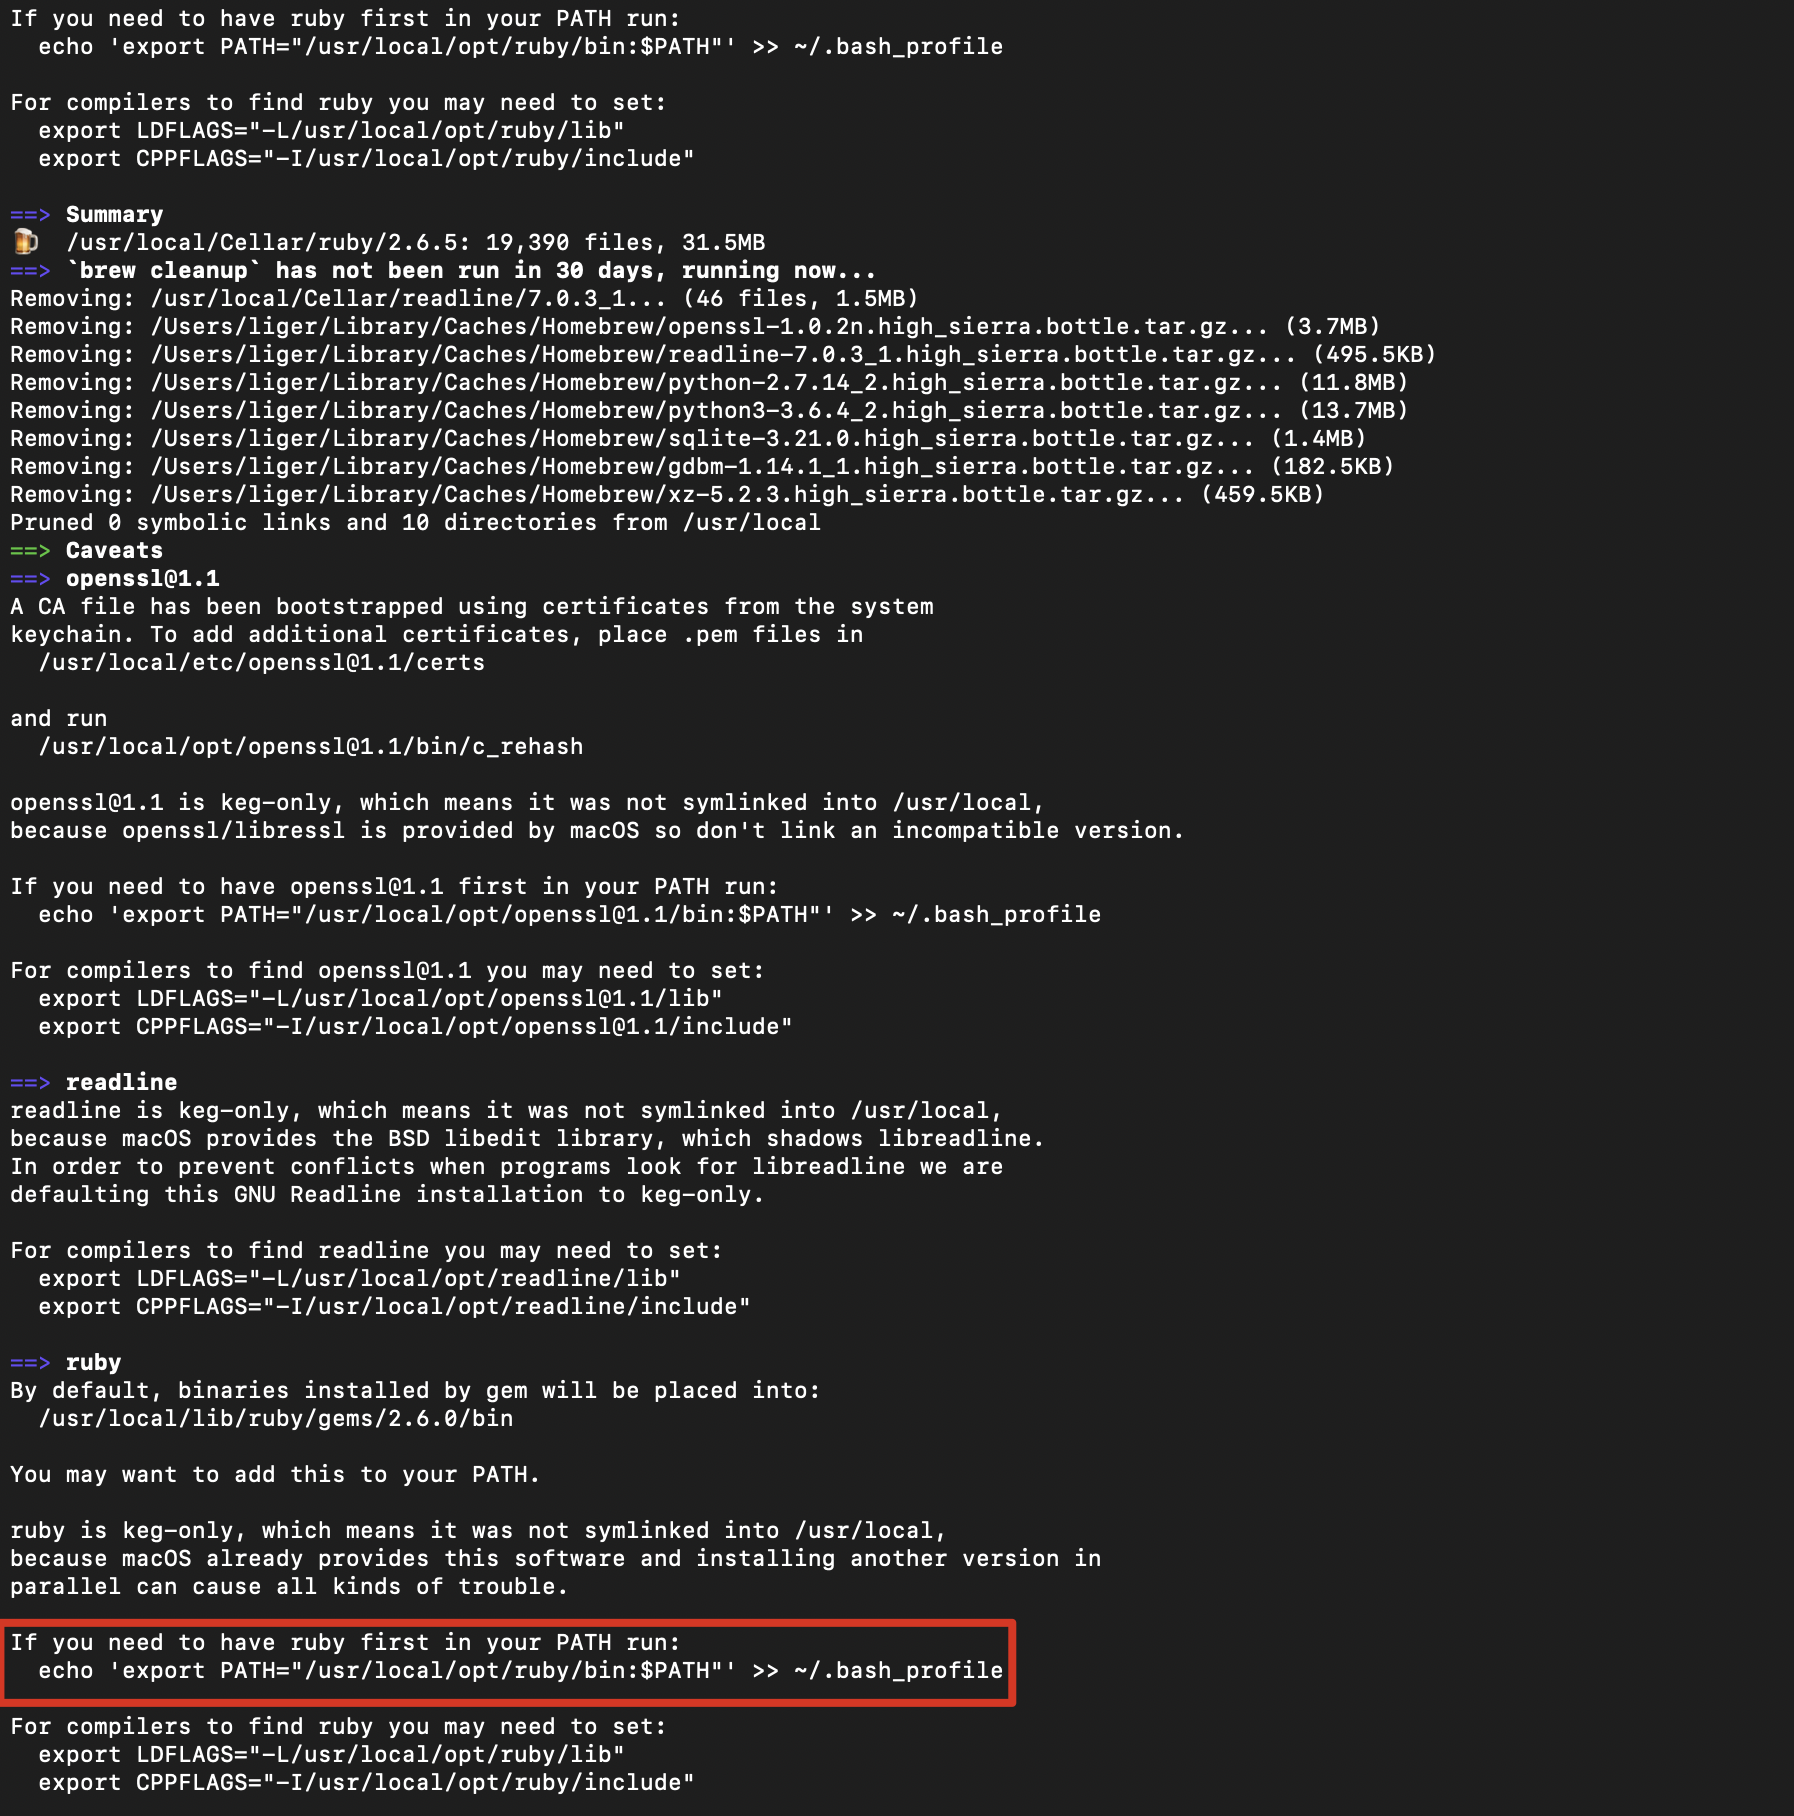 If you need to have ruby first in your PATH run:
  echo 'export PATH="/usr/local/opt/ruby/bin:$PATH"' >> ~/.bash_profile

For compilers to find ruby you may need to set:
  export LDFLAGS="-L/usr/local/opt/ruby/lib"
  export CPPFLAGS="-I/usr/local/opt/ruby/include"

==> Summary
🍺  /usr/local/Cellar/ruby/2.6.5: 19,390 files, 31.5MB
==> `brew cleanup` has not been run in 30 days, running now...
Removing: /usr/local/Cellar/readline/7.0.3_1... (46 files, 1.5MB)
Removing: /Users/liger/Library/Caches/Homebrew/openssl-1.0.2n.high_sierra.bottle.tar.gz... (3.7MB)
Removing: /Users/liger/Library/Caches/Homebrew/readline-7.0.3_1.high_sierra.bottle.tar.gz... (495.5KB)
Removing: /Users/liger/Library/Caches/Homebrew/python-2.7.14_2.high_sierra.bottle.tar.gz... (11.8MB)
Removing: /Users/liger/Library/Caches/Homebrew/python3-3.6.4_2.high_sierra.bottle.tar.gz... (13.7MB)
Removing: /Users/liger/Library/Caches/Homebrew/sqlite-3.21.0.high_sierra.bottle.tar.gz... (1.4MB)
Removing: /Users/liger/Library/Caches/Homebrew/gdbm-1.14.1_1.high_sierra.bottle.tar.gz... (182.5KB)
Removing: /Users/liger/Library/Caches/Homebrew/xz-5.2.3.high_sierra.bottle.tar.gz... (459.5KB)
Pruned 0 symbolic links and 10 directories from /usr/local
==> Caveats
==> openssl@1.1
A CA file has been bootstrapped using certificates from the system
keychain. To add additional certificates, place .pem files in
  /usr/local/etc/openssl@1.1/certs

and run
  /usr/local/opt/openssl@1.1/bin/c_rehash

openssl@1.1 is keg-only, which means it was not symlinked into /usr/local,
because openssl/libressl is provided by macOS so don't link an incompatible version.

If you need to have openssl@1.1 first in your PATH run:
  echo 'export PATH="/usr/local/opt/openssl@1.1/bin:$PATH"' >> ~/.bash_profile

For compilers to find openssl@1.1 you may need to set:
  export LDFLAGS="-L/usr/local/opt/openssl@1.1/lib"
  export CPPFLAGS="-I/usr/local/opt/openssl@1.1/include"

==> readline
readline is keg-only, which means it was not symlinked into /usr/local,
because macOS provides the BSD libedit library, which shadows libreadline.
In order to prevent conflicts when programs look for libreadline we are
defaulting this GNU Readline installation to keg-only.

For compilers to find readline you may need to set:
  export LDFLAGS="-L/usr/local/opt/readline/lib"
  export CPPFLAGS="-I/usr/local/opt/readline/include"

==> ruby
By default, binaries installed by gem will be placed into:
  /usr/local/lib/ruby/gems/2.6.0/bin

You may want to add this to your PATH.

ruby is keg-only, which means it was not symlinked into /usr/local,
because macOS already provides this software and installing another version in
parallel can cause all kinds of trouble.

If you need to have ruby first in your PATH run:
  echo 'export PATH="/usr/local/opt/ruby/bin:$PATH"' >> ~/.bash_profile

For compilers to find ruby you may need to set:
  export LDFLAGS="-L/usr/local/opt/ruby/lib"
  export CPPFLAGS="-I/usr/local/opt/ruby/include"